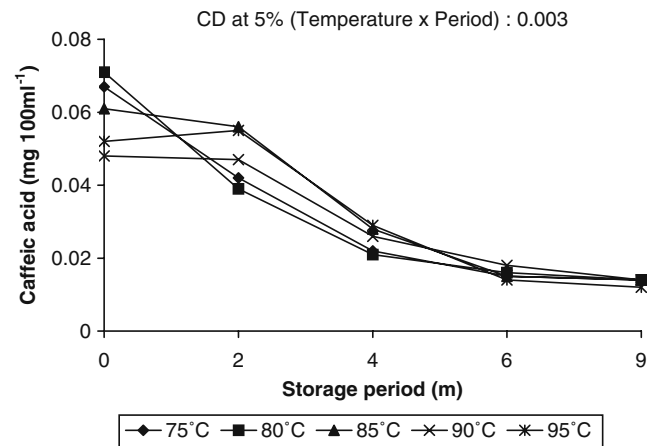 CD at 5% (Temperature x Period) : 0.003
0.08
0.06
0.04
0.02
0
Caffeic acid (mg 100ml⁻¹)
0 2 4 6 9
Storage period (m)
75˚C 80˚C 85˚C 90˚C 95˚C